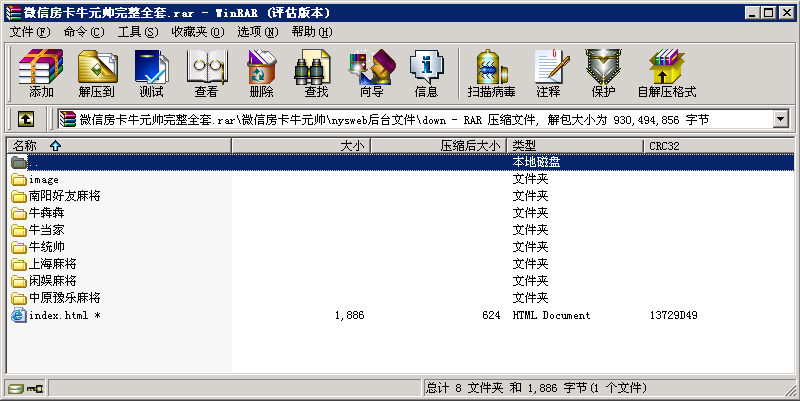 微信房卡牛元帅完整全套.rar - WinRAR (评估版本)
文件(F) 命令(C) 工具(S) 收藏夹(O) 选项(N) 帮助(H)
添加 解压到 测试 查看 删除 查找 向导 信息 扫描病毒 注释 保护 自解压格式
微信房卡牛元帅完整全套.rar\微信房卡牛元帅\nysweb后台文件\down - RAR 压缩文件, 解包大小为 930,494,856 字节
名称 大小 压缩后大小 类型 CRC32
.. 本地磁盘
image 文件夹
南阳好友麻将 文件夹
牛犇犇 文件夹
牛当家 文件夹
牛统帅 文件夹
上海麻将 文件夹
闲娱麻将 文件夹
中原豫乐麻将 文件夹
index.html * 1,886 624 HTML Document 13729D49
总计 8 文件夹 和 1,886 字节(1 个文件)